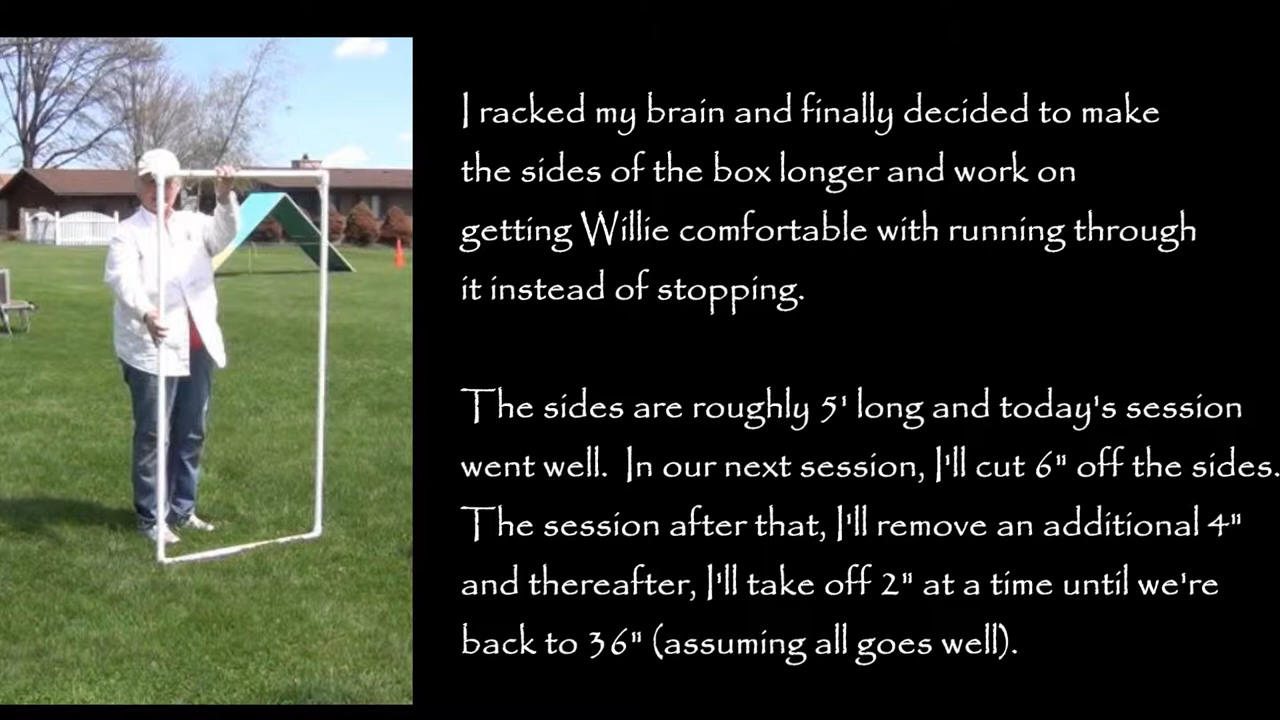 I racked my brain and finally decided to make
the sides of the box longer and work on
getting Willie comfortable with running through
it instead of stopping.
The sides are roughly 5' long and today's session
went well. In our next session, I'll cut 6" off the sides.
The session after that, I'll remove an additional 4"
and thereafter, I'll take off 2" at a time until we're
back to 36" (assuming all goes well).